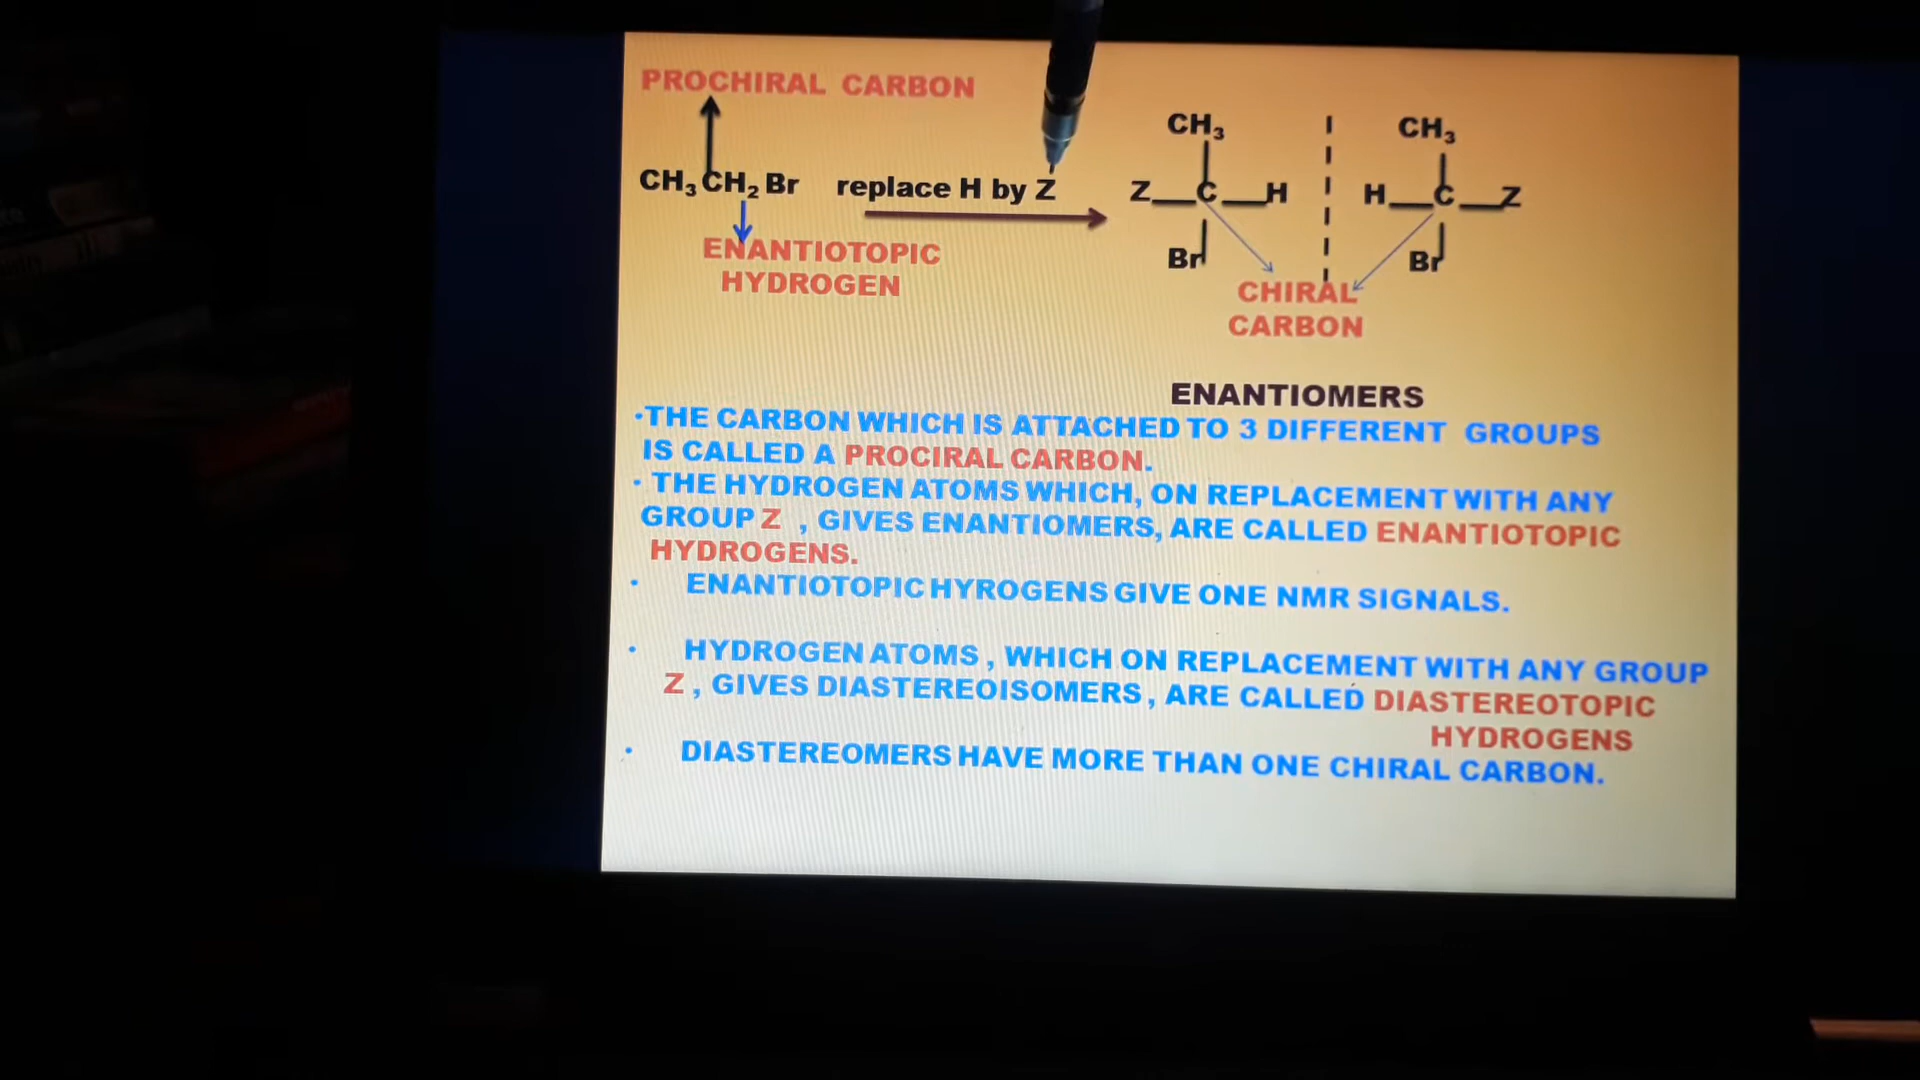 PROCHIRAL CARBON
CH₃CH₂Br replace H by Z
ENANTIOTOPIC
HYDROGEN
CH₃ CH₃
Z C H H C Z
Br Br
CHIRAL
CARBON
ENANTIOMERS
•THE CARBON WHICH IS ATTACHED TO 3 DIFFERENT GROUPS
IS CALLED A PROCIRAL CARBON.
• THE HYDROGEN ATOMS WHICH, ON REPLACEMENT WITH ANY
GROUP Z , GIVES ENANTIOMERS, ARE CALLED ENANTIOTOPIC
HYDROGENS.
• ENANTIOTOPIC HYROGENS GIVE ONE NMR SIGNALS.
• HYDROGEN ATOMS , WHICH ON REPLACEMENT WITH ANY GROUP
Z , GIVES DIASTEREOISOMERS , ARE CALLED DIASTEREOTOPIC
HYDROGENS
• DIASTEREOMERS HAVE MORE THAN ONE CHIRAL CARBON.